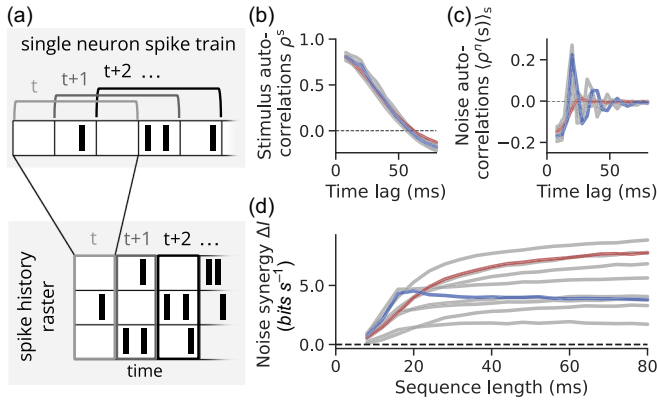 (a)
single neuron spike train
t
t+1
t+2 ...
t
t+1
t+2
...
spike history
raster
time
(b)
Stimulus auto-
correlations ρˢ
1.0
0.5
0.0
0
50
Time lag (ms)
(c)
Noise auto-
correlations ⟨ρⁿ(s)⟩ₛ
0.2
0.0
−0.2
0
50
Time lag (ms)
(d)
Noise synergy ΔI
(bits s⁻¹)
5.0
0.0
0
20
40
60
80
Sequence length (ms)